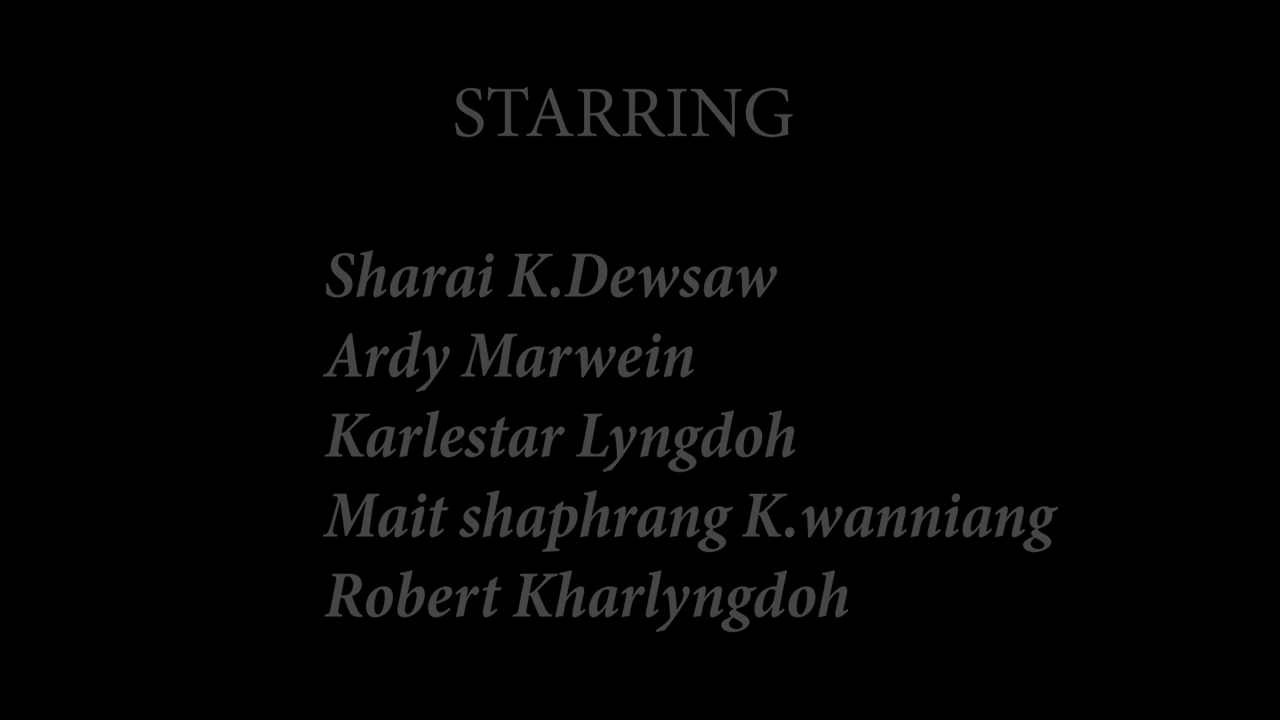 STARRING
Sharai K.Dewsaw
Ardy Marwein
Karlestar Lyngdoh
Mait shaphrang K.wanniang
Robert Kharlyngdoh